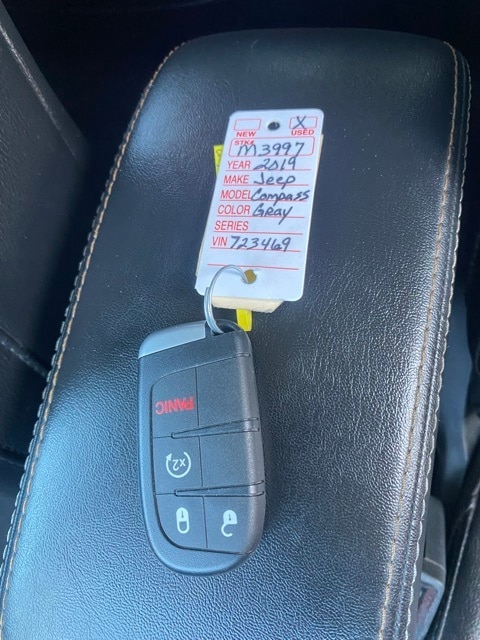 X
NEW USED
STK# M3997
YEAR 2019
MAKE Jeep
MODEL Compass
COLOR Gray
SERIES
VIN 723469
PANIC
x2